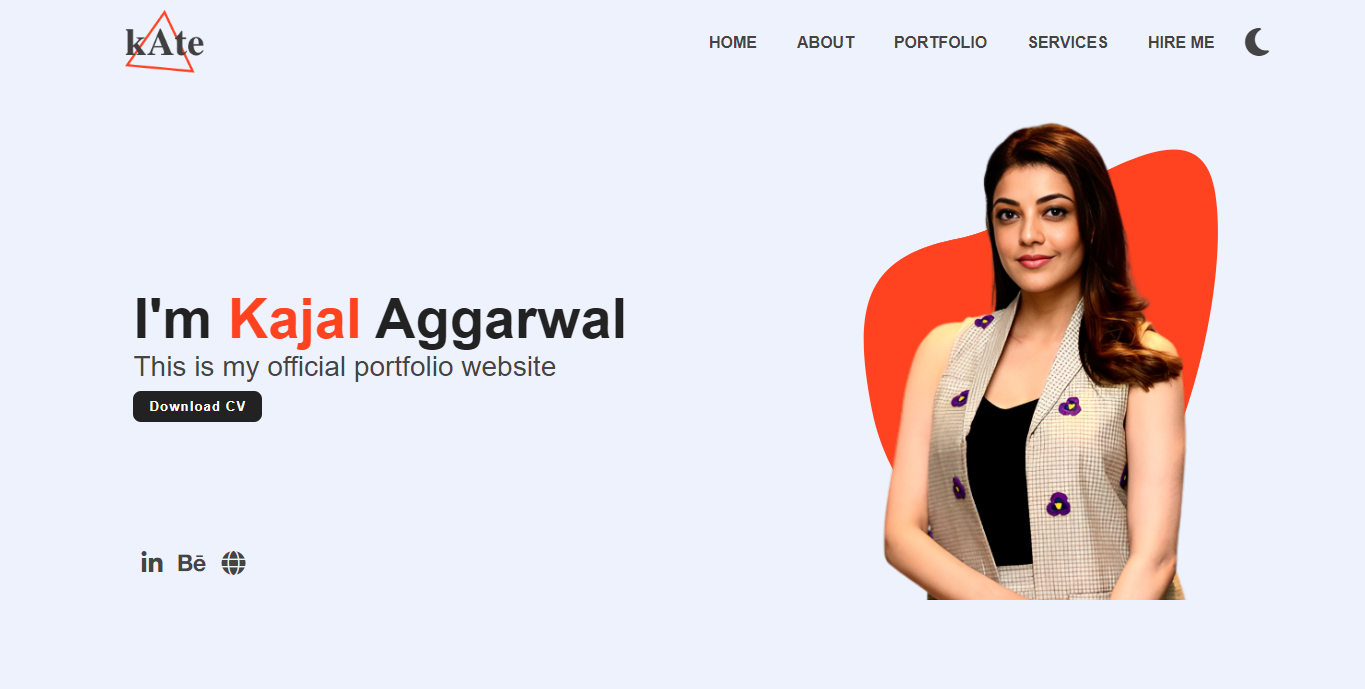 kAte
HOME ABOUT PORTFOLIO SERVICES HIRE ME
I'm Kajal Aggarwal
This is my official portfolio website
Download CV
in Bē